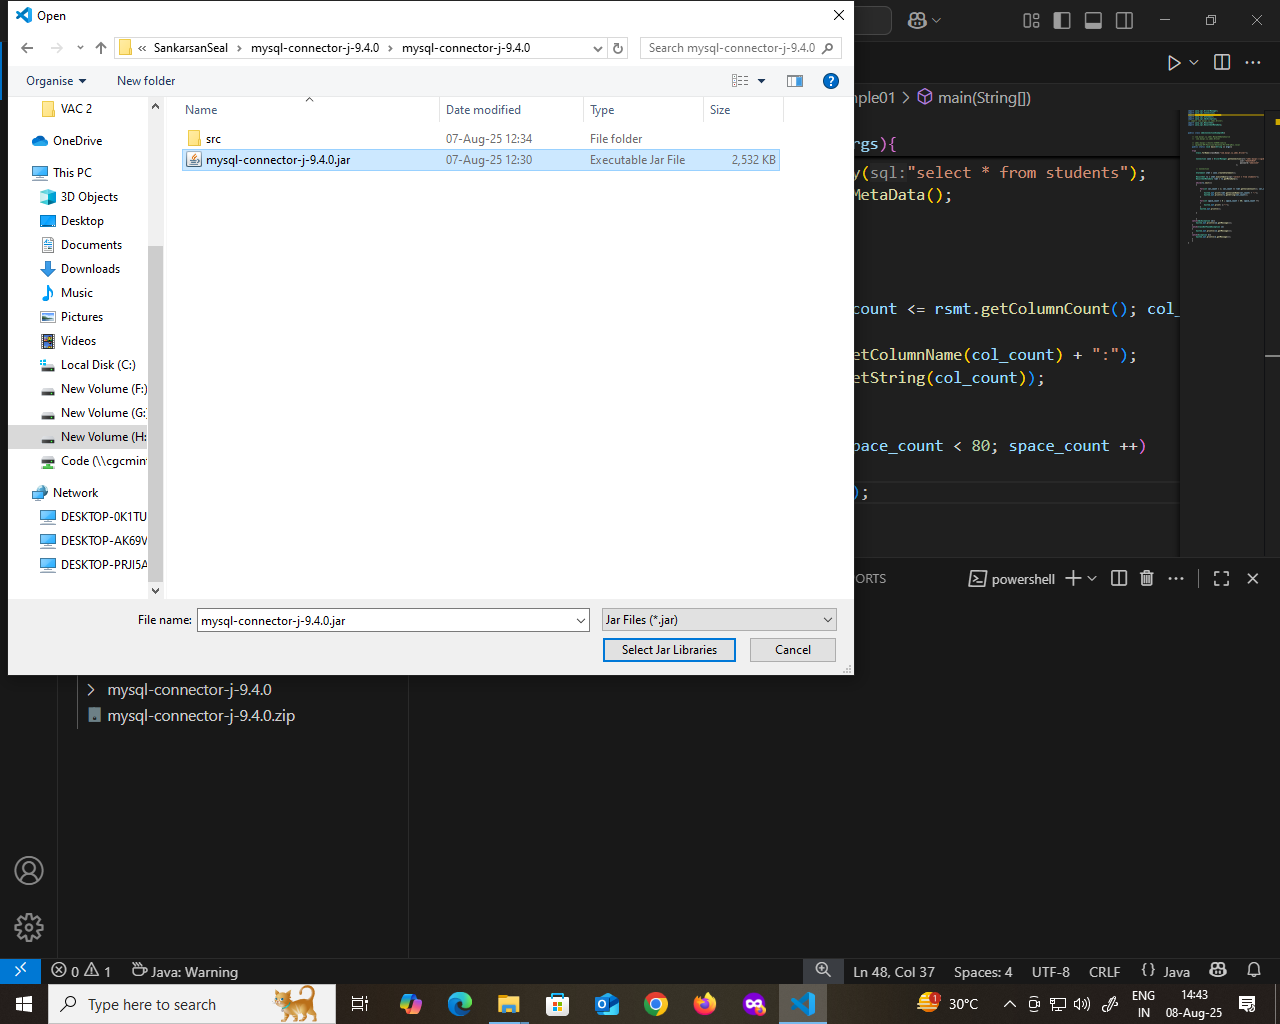 Open
« SankarsanSeal › mysql-connector-j-9.4.0 › mysql-connector-j-9.4.0
Search mysql-connector-j-9.4.0
Organise
New folder
Name
Date modified
Type
Size
src
07-Aug-25 12:34
File folder
mysql-connector-j-9.4.0.jar
07-Aug-25 12:30
Executable Jar File
2,532 KB
VAC 2
OneDrive
This PC
3D Objects
Desktop
Documents
Downloads
Music
Pictures
Videos
Local Disk (C:)
New Volume (F:)
New Volume (G:
New Volume (H:
Code (\\cgcmin
Network
DESKTOP-0K1TU
DESKTOP-AK69V
DESKTOP-PRJI5A
File name:
mysql-connector-j-9.4.0.jar
Jar Files (*.jar)
Select Jar Libraries
Cancel
nple01 > main(String[])
rgs){
y(sql:"select * from students");
MetaData();
count <= rsmt.getColumnCount(); col_
etColumnName(col_count) + ":");
etString(col_count));
pace_count < 80; space_count ++)
);
ORTS
powershell
mysql-connector-j-9.4.0
mysql-connector-j-9.4.0.zip
0
1
Java: Warning
Ln 48, Col 37
Spaces: 4
UTF-8
CRLF
{} Java
Type here to search
1
30°C
ENG
IN
14:43
08-Aug-25